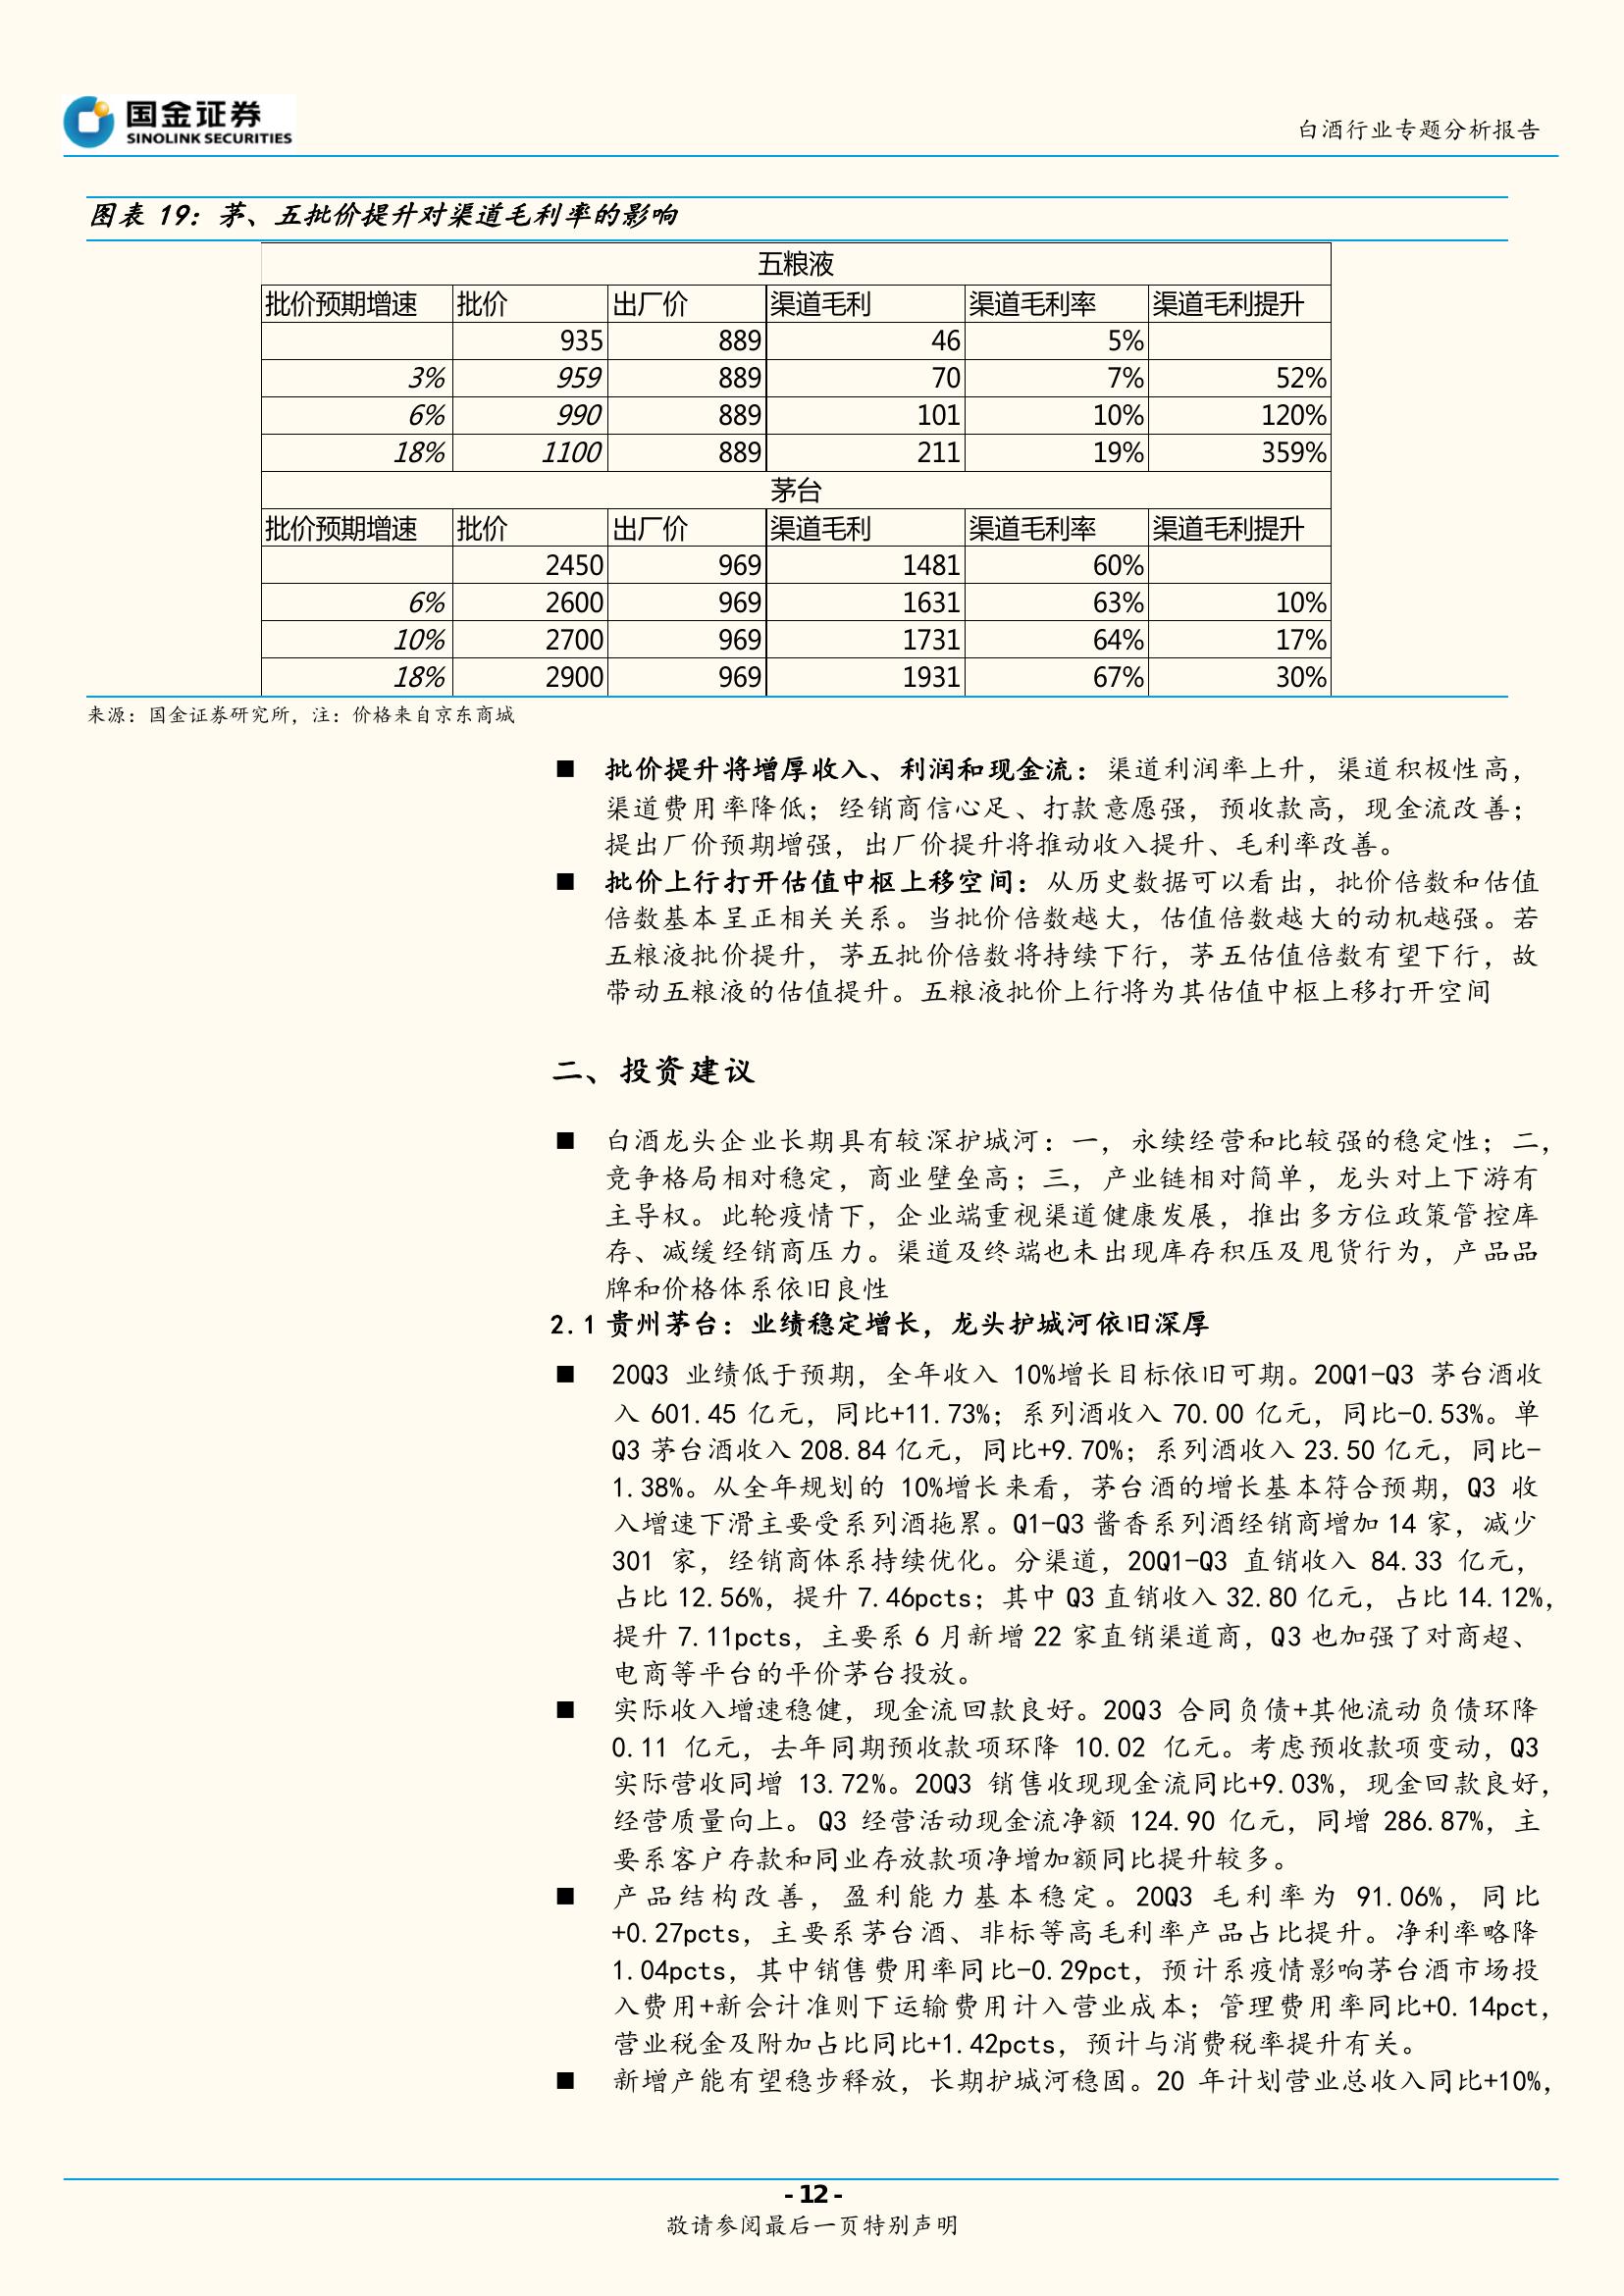 国金证券
SINOLINK SECURITIES
白酒行业专题分析报告
图表 19：茅、五批价提升对渠道毛利率的影响
五粮液
批价预期增速 批价 出厂价 渠道毛利 渠道毛利率 渠道毛利提升
935 889 46 5%
3% 959 889 70 7% 52%
6% 990 889 101 10% 120%
18% 1100 889 211 19% 359%
茅台
批价预期增速 批价 出厂价 渠道毛利 渠道毛利率 渠道毛利提升
2450 969 1481 60%
6% 2600 969 1631 63% 10%
10% 2700 969 1731 64% 17%
18% 2900 969 1931 67% 30%
来源：国金证券研究所，注：价格来自京东商城
■ 批价提升将增厚收入、利润和现金流：渠道利润率上升，渠道积极性高，
渠道费用率降低；经销商信心足、打款意愿强，预收款高，现金流改善；
提出厂价预期增强，出厂价提升将推动收入提升、毛利率改善。
■ 批价上行打开估值中枢上移空间：从历史数据可以看出，批价倍数和估值
倍数基本呈正相关关系。当批价倍数越大，估值倍数越大的动机越强。若
五粮液批价提升，茅五批价倍数将持续下行，茅五估值倍数有望下行，故
带动五粮液的估值提升。五粮液批价上行将为其估值中枢上移打开空间
二、投资建议
■ 白酒龙头企业长期具有较深护城河：一，永续经营和比较强的稳定性；二，
竞争格局相对稳定，商业壁垒高；三，产业链相对简单，龙头对上下游有
主导权。此轮疫情下，企业端重视渠道健康发展，推出多方位政策管控库
存、减缓经销商压力。渠道及终端也未出现库存积压及甩货行为，产品品
牌和价格体系依旧良性
2.1 贵州茅台：业绩稳定增长，龙头护城河依旧深厚
■ 20Q3 业绩低于预期，全年收入 10%增长目标依旧可期。20Q1-Q3 茅台酒收
入 601.45 亿元，同比+11.73%；系列酒收入 70.00 亿元，同比-0.53%。单
Q3 茅台酒收入 208.84 亿元，同比+9.70%；系列酒收入 23.50 亿元，同比-
1.38%。从全年规划的 10%增长来看，茅台酒的增长基本符合预期，Q3 收
入增速下滑主要受系列酒拖累。Q1-Q3 酱香系列酒经销商增加 14 家，减少
301 家，经销商体系持续优化。分渠道，20Q1-Q3 直销收入 84.33 亿元，
占比 12.56%，提升 7.46pcts；其中 Q3 直销收入 32.80 亿元，占比 14.12%，
提升 7.11pcts，主要系 6 月新增 22 家直销渠道商，Q3 也加强了对商超、
电商等平台的平价茅台投放。
■ 实际收入增速稳健，现金流回款良好。20Q3 合同负债+其他流动负债环降
0.11 亿元，去年同期预收款项环降 10.02 亿元。考虑预收款项变动，Q3
实际营收同增 13.72%。20Q3 销售收现现金流同比+9.03%，现金回款良好，
经营质量向上。Q3 经营活动现金流净额 124.90 亿元，同增 286.87%，主
要系客户存款和同业存放款项净增加额同比提升较多。
■ 产品结构改善，盈利能力基本稳定。20Q3 毛利率为 91.06%，同比
+0.27pcts，主要系茅台酒、非标等高毛利率产品占比提升。净利率略降
1.04pcts，其中销售费用率同比-0.29pct，预计系疫情影响茅台酒市场投
入费用+新会计准则下运输费用计入营业成本；管理费用率同比+0.14pct，
营业税金及附加占比同比+1.42pcts，预计与消费税率提升有关。
■ 新增产能有望稳步释放，长期护城河稳固。20 年计划营业总收入同比+10%，
- 12 -
敬请参阅最后一页特别声明